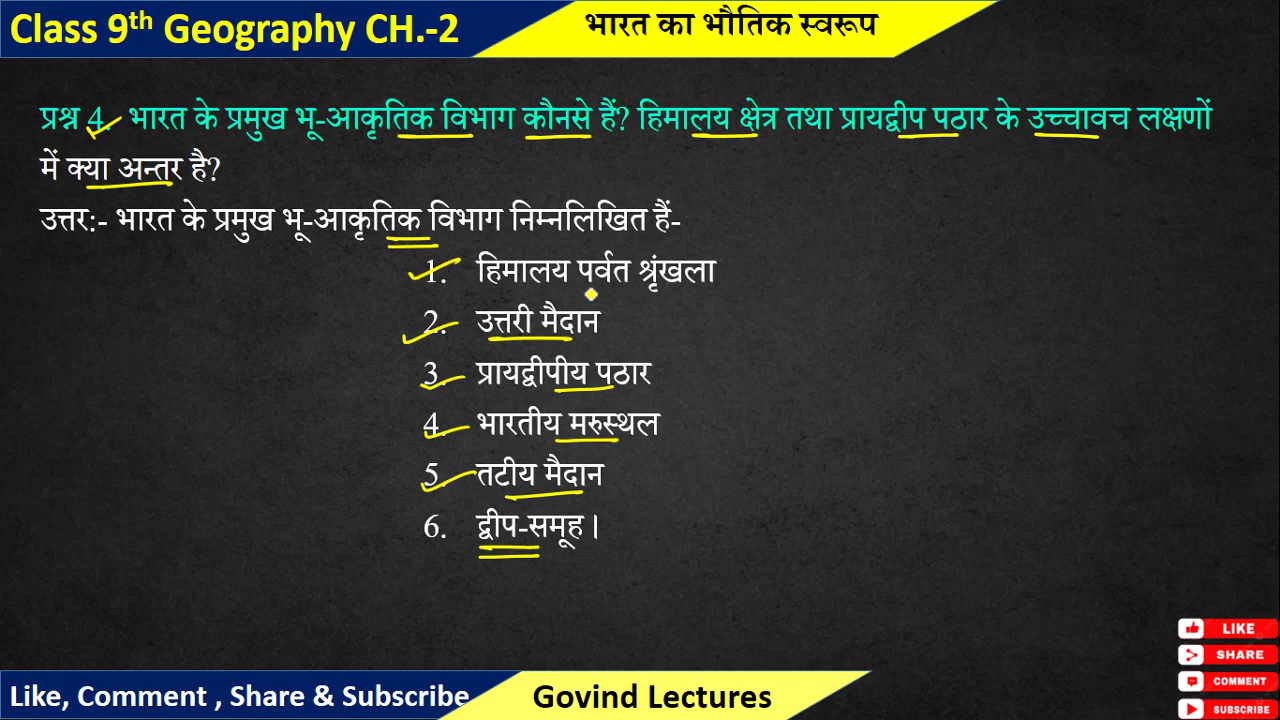 Class 9th Geography CH.-2
भारत का भौतिक स्वरूप
प्रश्न 4. भारत के प्रमुख भू-आकृतिक विभाग कौनसे हैं? हिमालय क्षेत्र तथा प्रायद्वीप पठार के उच्चावच लक्षणों
में क्या अन्तर है?
उत्तर:- भारत के प्रमुख भू-आकृतिक विभाग निम्नलिखित हैं-
1. हिमालय पर्वत श्रृंखला
2. उत्तरी मैदान
3. प्रायद्वीपीय पठार
4. भारतीय मरुस्थल
5. तटीय मैदान
6. द्वीप-समूह।
LIKE
SHARE
COMMENT
SUBSCRIBE
Like, Comment , Share & Subscribe
Govind Lectures